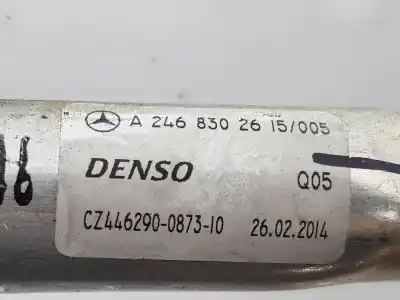 A 246 830 26 15/005
DENSO
Q05
CZ446290-0873-10
26.02.2014